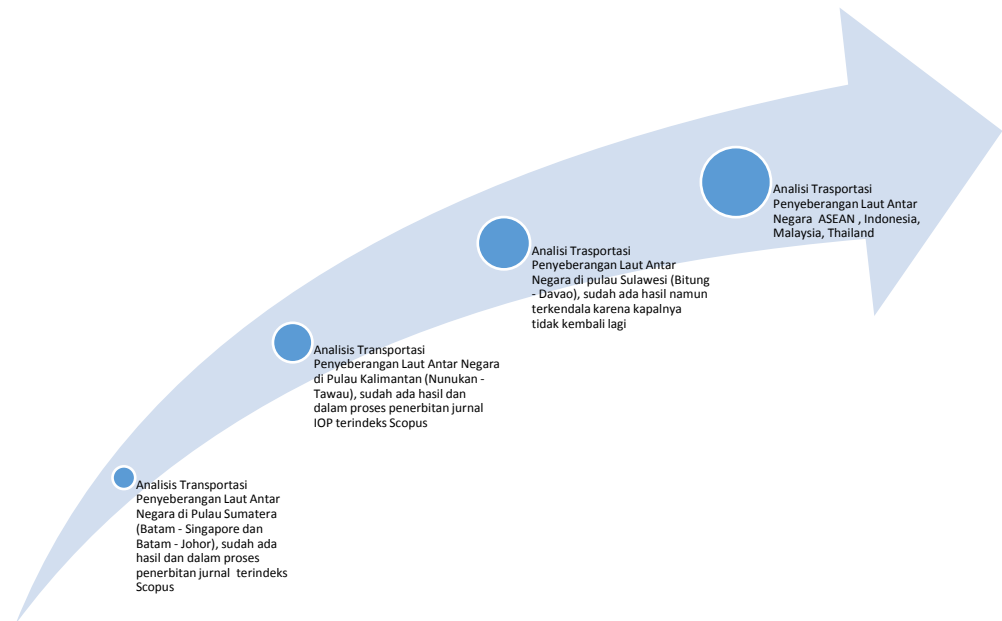 Analisis Transportasi
Penyeberangan Laut Antar
Negara di Pulau Sumatera
(Batam - Singapore dan
Batam - Johor), sudah ada
hasil dan dalam proses
penerbitan jurnal  terindeks
Scopus
Analisis Transportasi
Penyeberangan Laut Antar Negara
di Pulau Kalimantan (Nunukan -
Tawau), sudah ada hasil dan
dalam proses penerbitan jurnal
IOP terindeks Scopus
Analisi Trasportasi
Penyeberangan Laut Antar
Negara di pulau Sulawesi (Bitung
- Davao), sudah ada hasil namun
terkendala karena kapalnya
tidak kembali lagi
Analisi Trasportasi
Penyeberangan Laut Antar
Negara  ASEAN , Indonesia,
Malaysia, Thailand